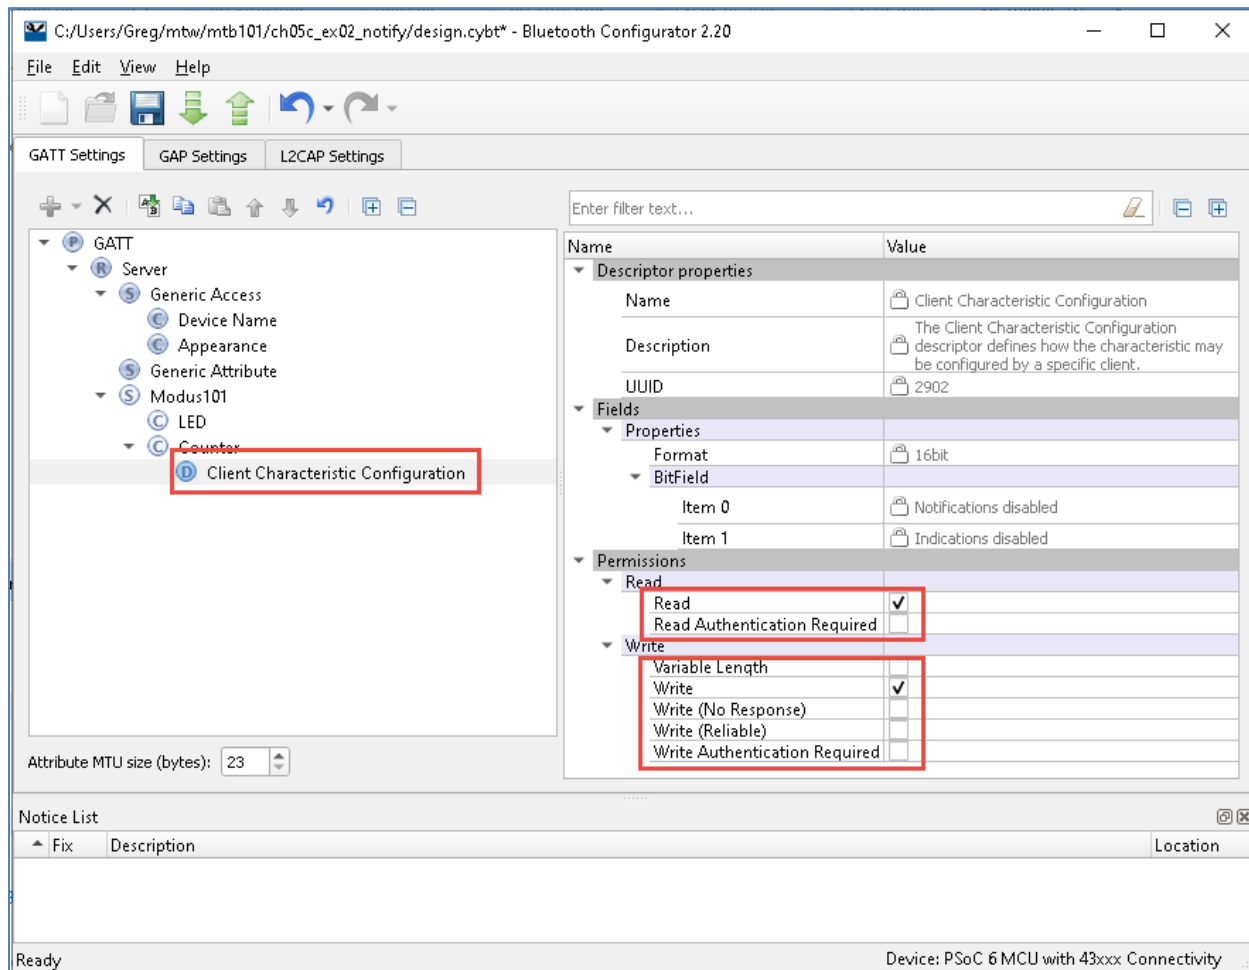 C:/Users/Greg/mtw/mtb101/ch05c_ex02_notify/design.cybt* - Bluetooth Configurator 2.20
File Edit View Help
GATT Settings GAP Settings L2CAP Settings
Enter filter text...
GATT
Server
Generic Access
Device Name
Appearance
Generic Attribute
Modus101
LED
Counter
Client Characteristic Configuration
Attribute MTU size (bytes): 23
Name Value
Descriptor properties
Name Client Characteristic Configuration
Description The Client Characteristic Configuration
descriptor defines how the characteristic may
be configured by a specific client.
UUID 2902
Fields
Properties
Format 16bit
BitField
Item 0 Notifications disabled
Item 1 Indications disabled
Permissions
Read
Read
Read Authentication Required
Write
Variable Length
Write
Write (No Response)
Write (Reliable)
Write Authentication Required
Notice List
Fix Description Location
Ready Device: PSoC 6 MCU with 43xxx Connectivity